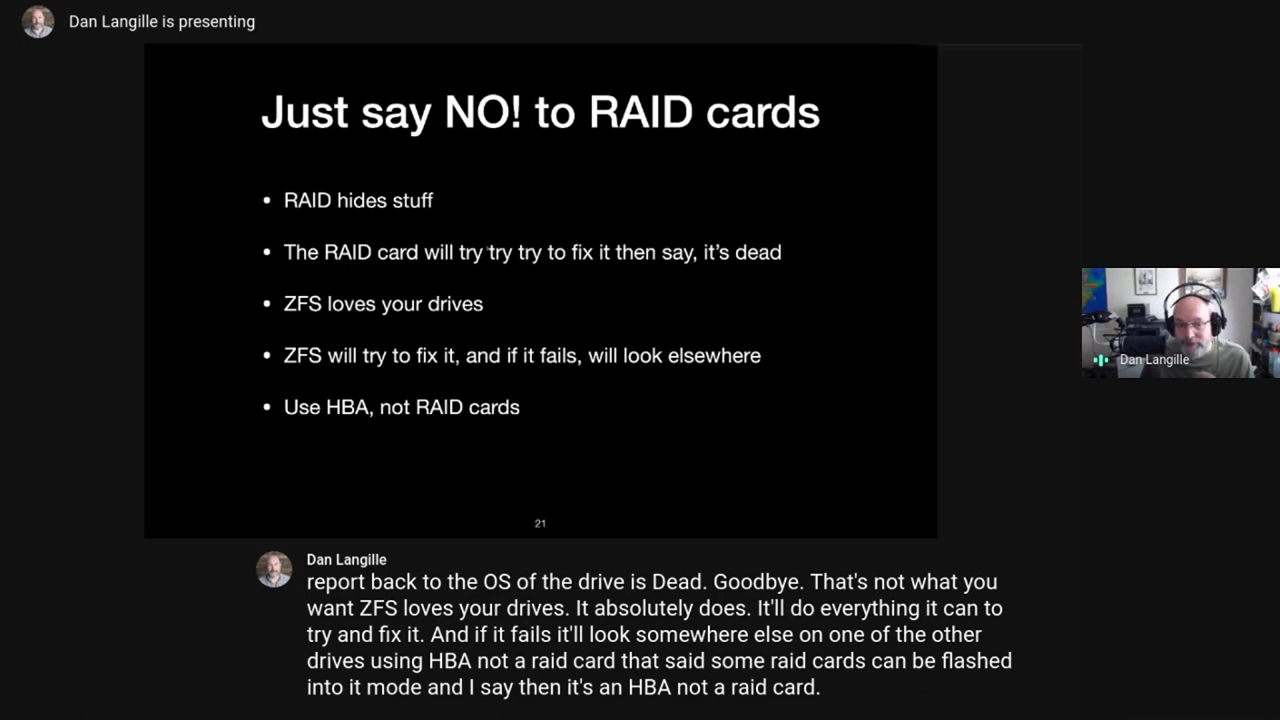 Dan Langille is presenting
Just say NO! to RAID cards
• RAID hides stuff
• The RAID card will try try try to fix it then say, it's dead
• ZFS loves your drives
• ZFS will try to fix it, and if it fails, will look elsewhere
• Use HBA, not RAID cards
21
Dan Langille
Dan Langille
report back to the OS of the drive is Dead. Goodbye. That's not what you
want ZFS loves your drives. It absolutely does. It'll do everything it can to
try and fix it. And if it fails it'll look somewhere else on one of the other
drives using HBA not a raid card that said some raid cards can be flashed
into it mode and I say then it's an HBA not a raid card.